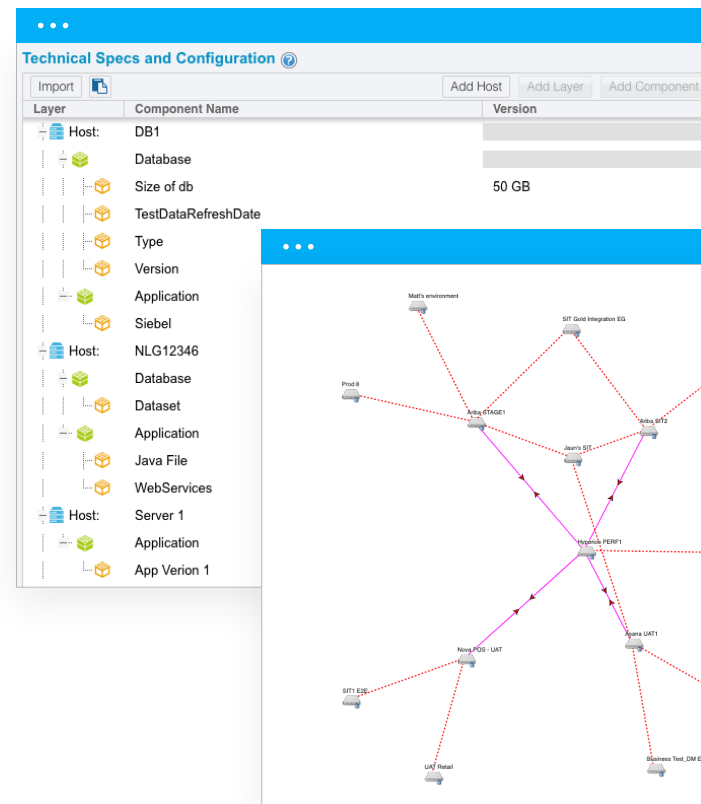 Technical Specs and Configuration
Import
Add Host
Add Layer
Add Component
Layer
Component Name
Version
Host:
DB1
Database
Size of db
50 GB
TestDataRefreshDate
Type
Version
Application
Siebel
Host:
NLG12346
Database
Dataset
Application
Java File
WebServices
Host:
Server 1
Application
App Verion 1
Matt's environment
SIT Gold Integration EG
Prod 8
Ariba STAGE1
Ariba SIT2
Jaun's SIT
Hyperion PERF1
Asana UAT1
Nova POS - UAT
SIT1 E2E
UAT Retail
Business Test_DM E